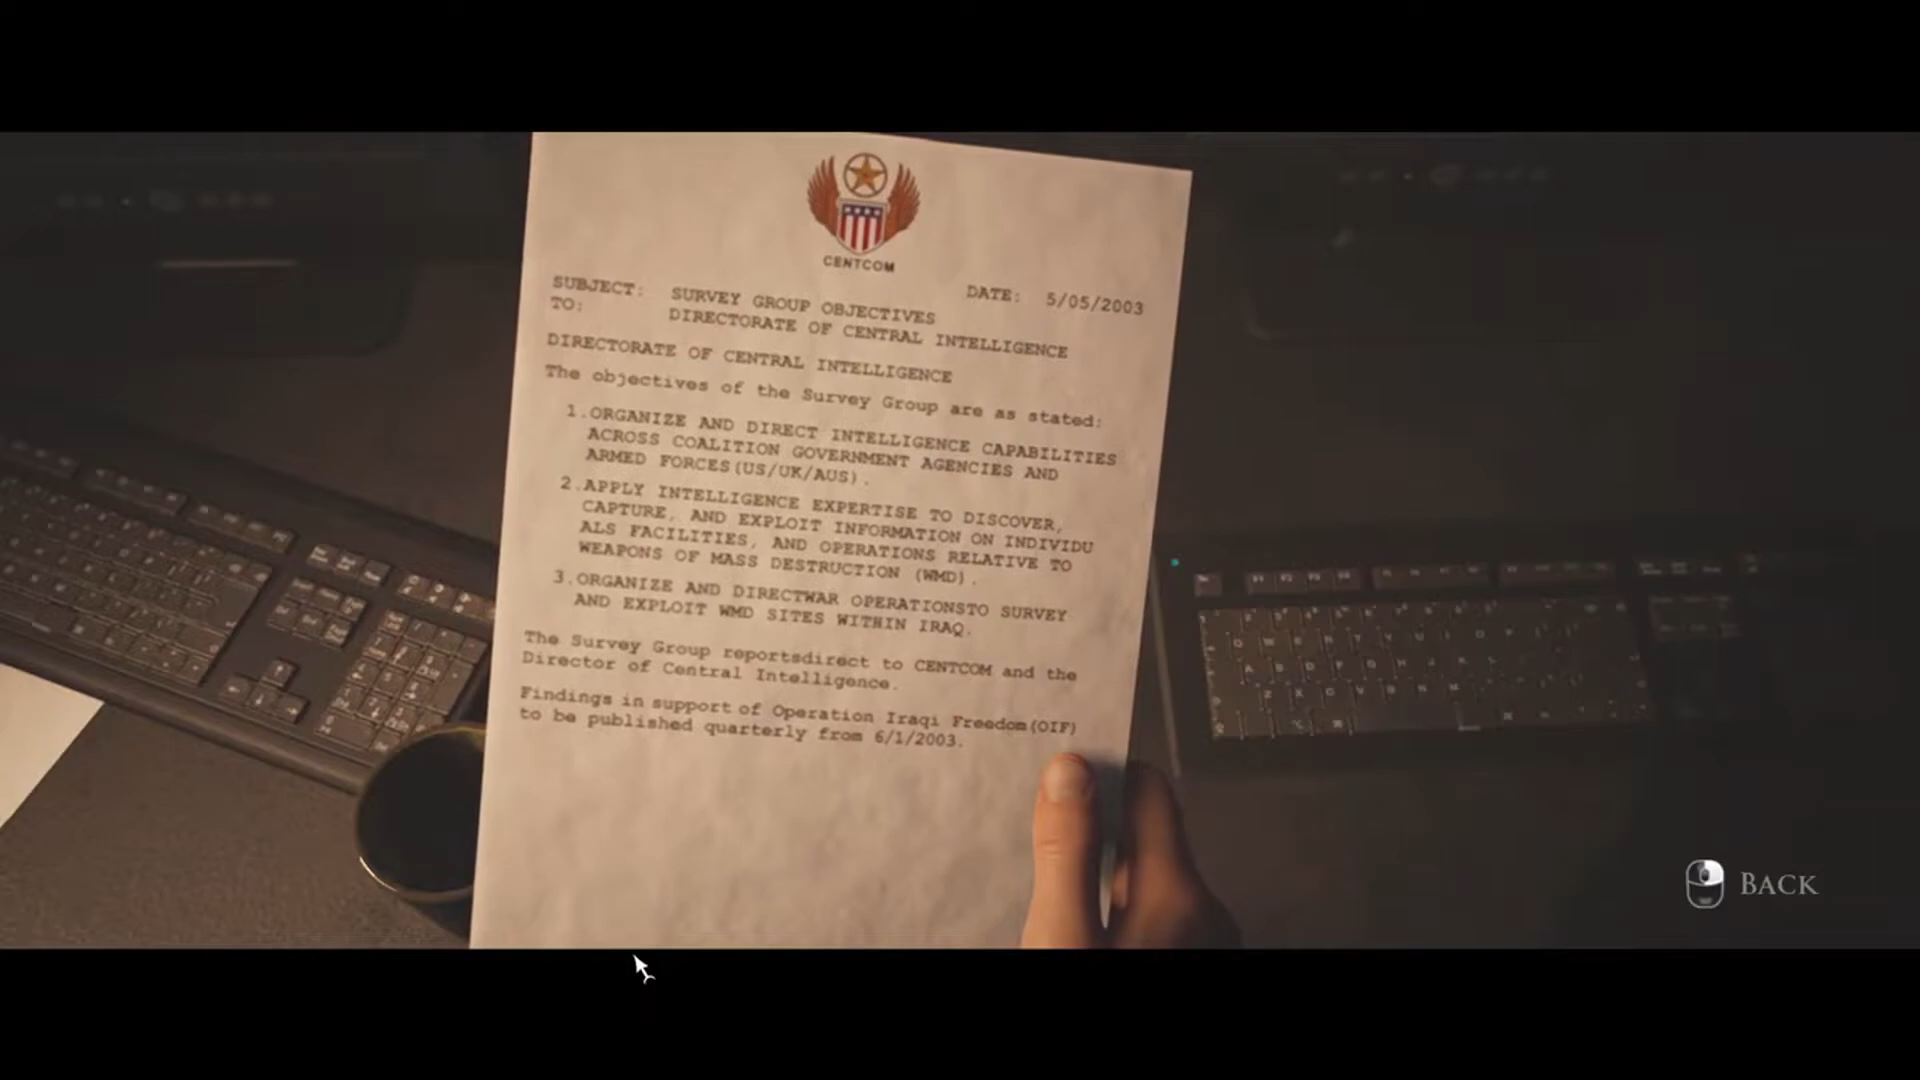 CENTCOM
SUBJECT: SURVEY GROUP OBJECTIVES DATE: 5/05/2003
TO: DIRECTORATE OF CENTRAL INTELLIGENCE
DIRECTORATE OF CENTRAL INTELLIGENCE
The objectives of the Survey Group are as stated:
1.ORGANIZE AND DIRECT INTELLIGENCE CAPABILITIES
ACROSS COALITION GOVERNMENT AGENCIES AND
ARMED FORCES(US/UK/AUS).
2.APPLY INTELLIGENCE EXPERTISE TO DISCOVER,
CAPTURE, AND EXPLOIT INFORMATION ON INDIVIDU
ALS FACILITIES, AND OPERATIONS RELATIVE TO
WEAPONS OF MASS DESTRUCTION (WMD).
3.ORGANIZE AND DIRECTWAR OPERATIONSTO SURVEY
AND EXPLOIT WMD SITES WITHIN IRAQ.
The Survey Group reportsdirect to CENTCOM and the
Director of Central Intelligence.
Findings in support of Operation Iraqi Freedom(OIF)
to be published quarterly from 6/1/2003.
BACK